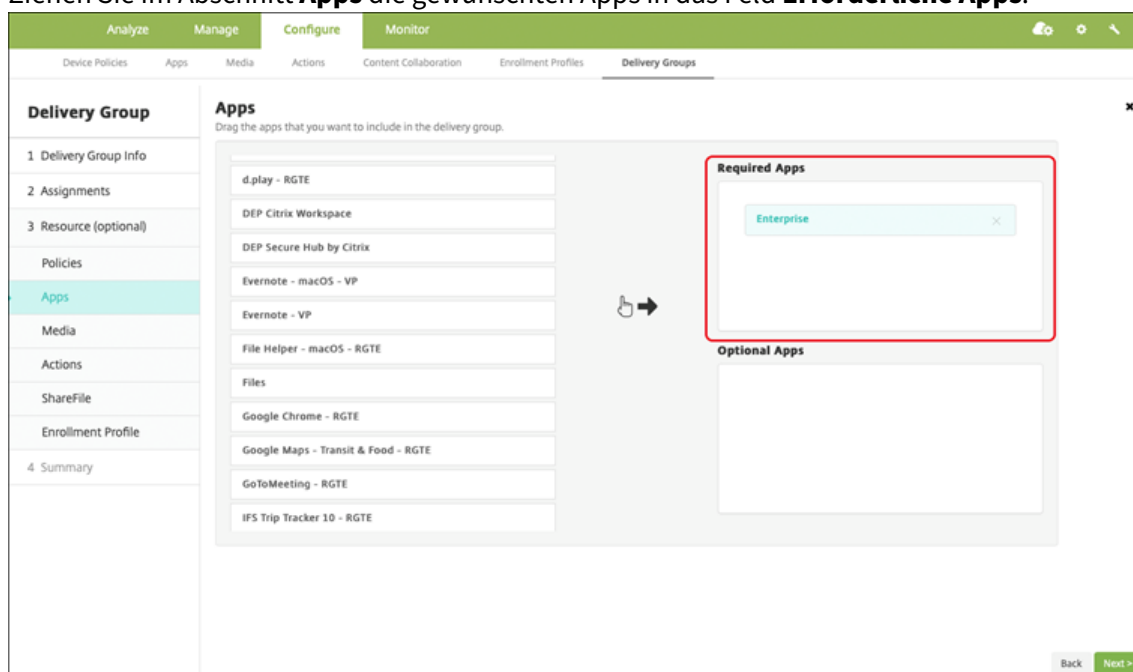 Ziehen Sie im Abschnitt Apps die gewünschten Apps in das Feld Erforderliche Apps.
Analyze Manage Configure Monitor
Device Policies Apps Media Actions Content Collaboration Enrollment Profiles Delivery Groups
Delivery Group
1 Delivery Group Info
2 Assignments
3 Resource (optional)
Policies
Apps
Media
Actions
ShareFile
Enrollment Profile
4 Summary
Apps
Drag the apps that you want to include in the delivery group.
d.play - RGTE
DEP Citrix Workspace
DEP Secure Hub by Citrix
Evernote - macOS - VP
Evernote - VP
File Helper - macOS - RGTE
Files
Google Chrome - RGTE
Google Maps - Transit & Food - RGTE
GoToMeeting - RGTE
IFS Trip Tracker 10 - RGTE
Required Apps
Enterprise
Optional Apps
Back Next >